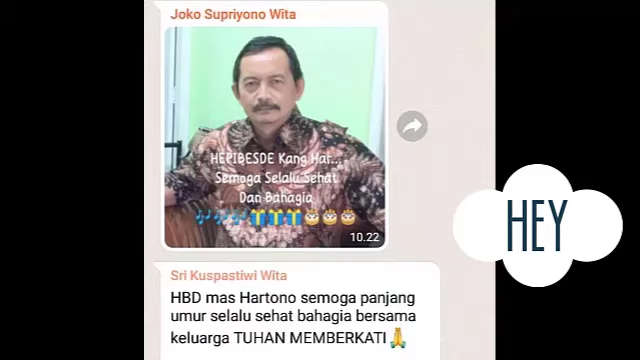 Joko Supriyono Wita
HEPIBESDE Kang Har...
Semoga Selalu Sehat
Dan Bahagia
🎶🎶🎶🎁🎁🎁🎂🎂🎂
10.22
HEY
Sri Kuspastiwi Wita
HBD mas Hartono semoga panjang
umur selalu sehat bahagia bersama
keluarga TUHAN MEMBERKATI🙏